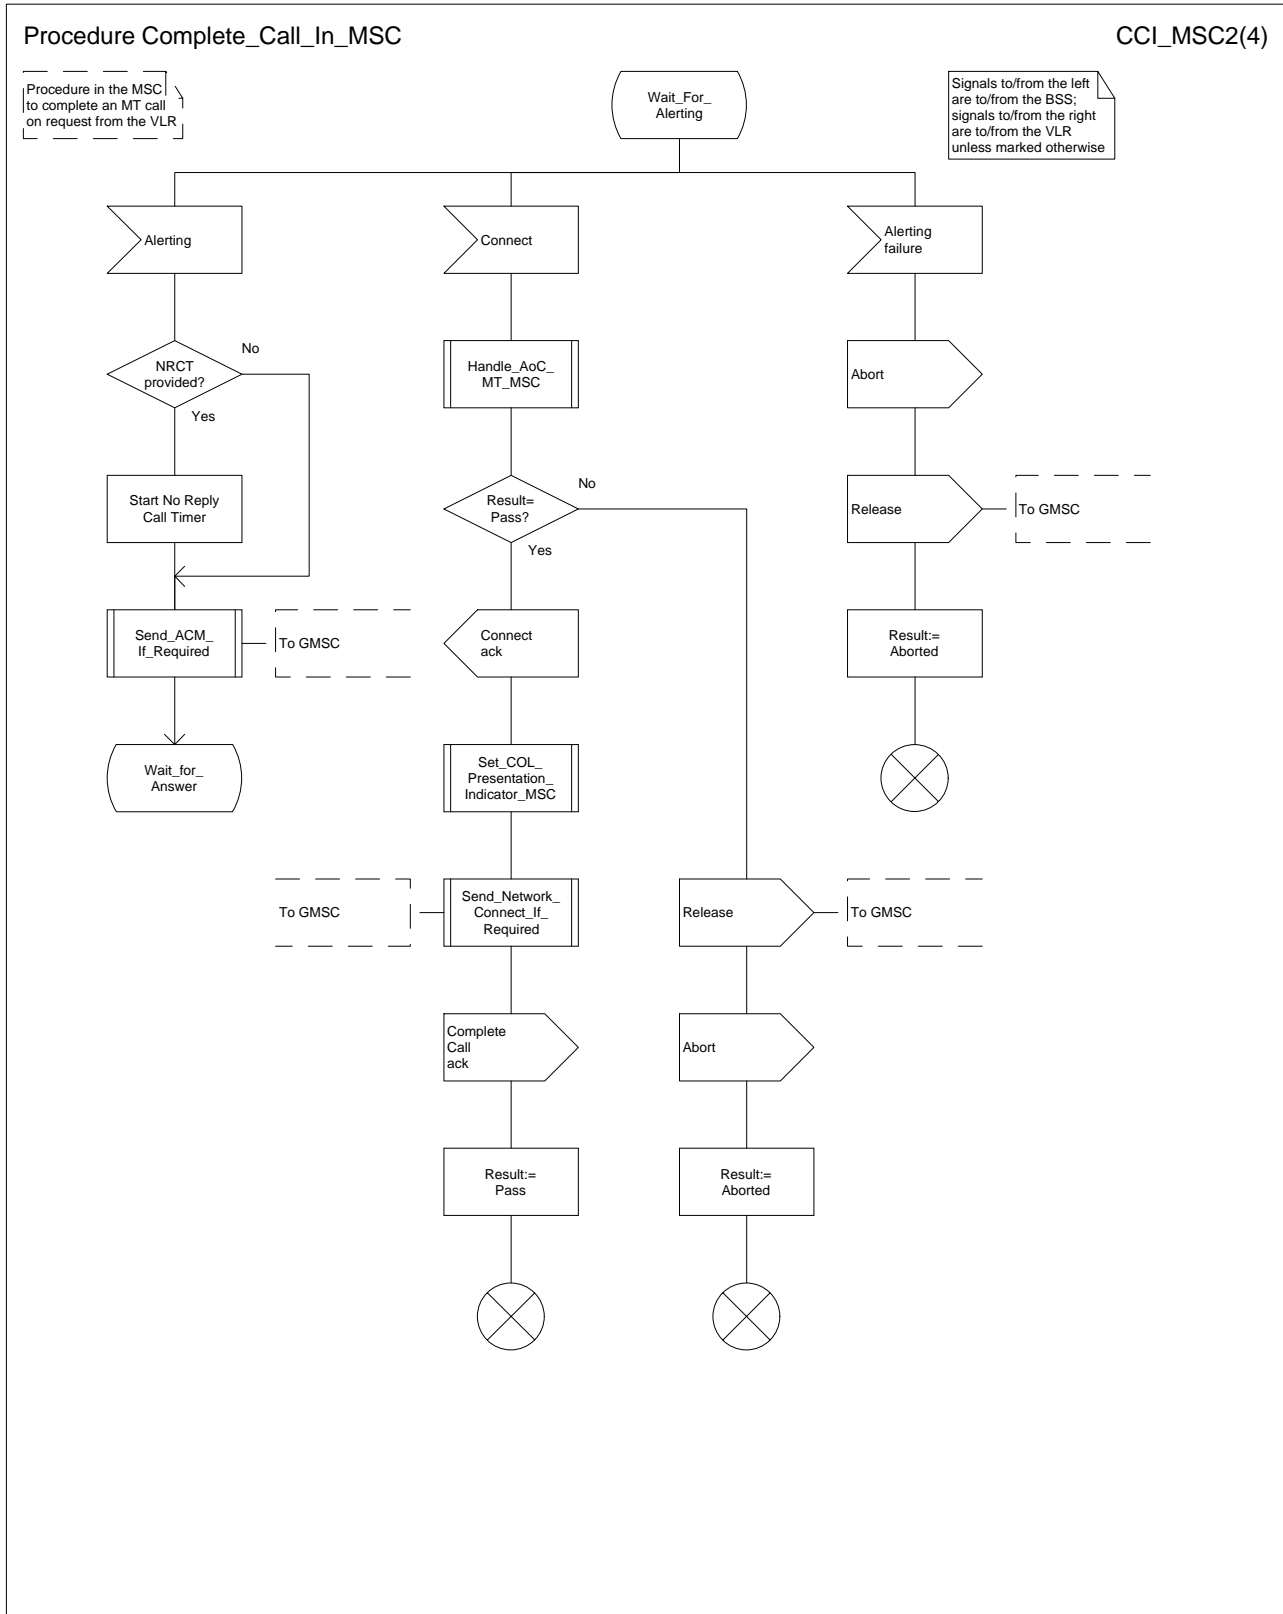 Procedure Complete_Call_In_MSC
CCI_MSC2(4)
Procedure in the MSC
to complete an MT call
on request from the VLR
Wait_For_
Alerting
Signals to/from the left
are to/from the BSS;
signals to/from the right
are to/from the VLR
unless marked otherwise
Alerting
Connect
Alerting
failure
NRCT
provided?
No
Yes
Handle_AoC_
MT_MSC
Abort
Start No Reply
Call Timer
Result=
Pass?
No
Yes
Release
To GMSC
Send_ACM_
If_Required
To GMSC
Connect
ack
Result:=
Aborted
Wait_for_
Answer
Set_COL_
Presentation_
Indicator_MSC
To GMSC
Send_Network_
Connect_If_
Required
Release
To GMSC
Complete
Call
ack
Abort
Result:=
Pass
Result:=
Aborted